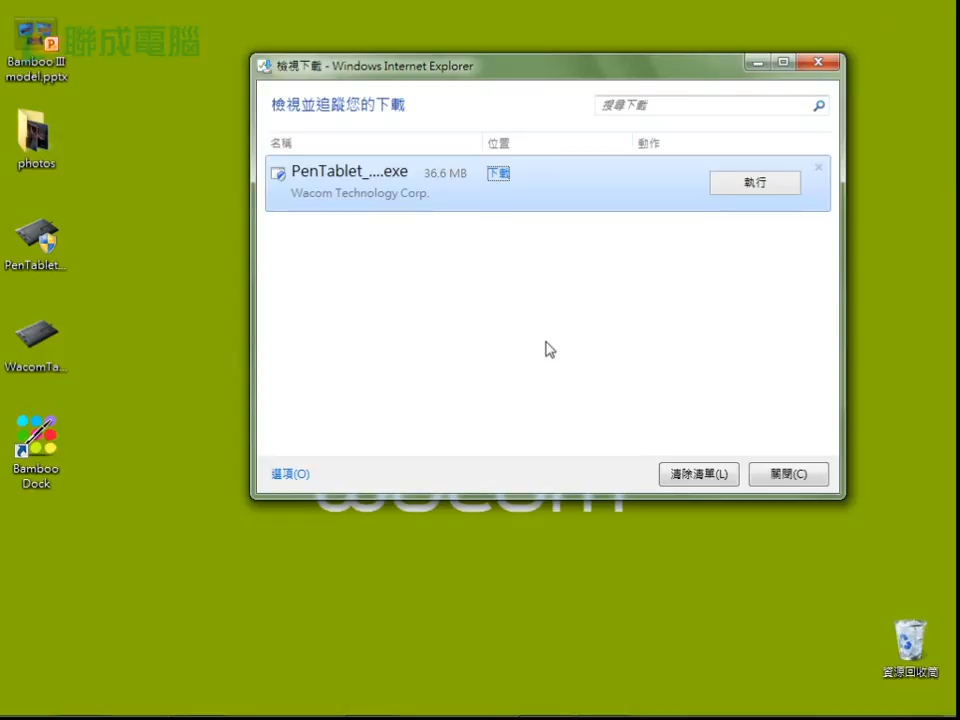 聯成電腦
Bamboo III
model.pptx
photos
PenTablet...
WacomTa...
Bamboo
Dock
檢視下載 - Windows Internet Explorer
檢視並追蹤您的下載
搜尋下載
名稱 位置 動作
PenTablet_....exe 36.6 MB 下載
執行
Wacom Technology Corp.
選項(O)
清除清單(L) 關閉(C)
wacom
資源回收筒